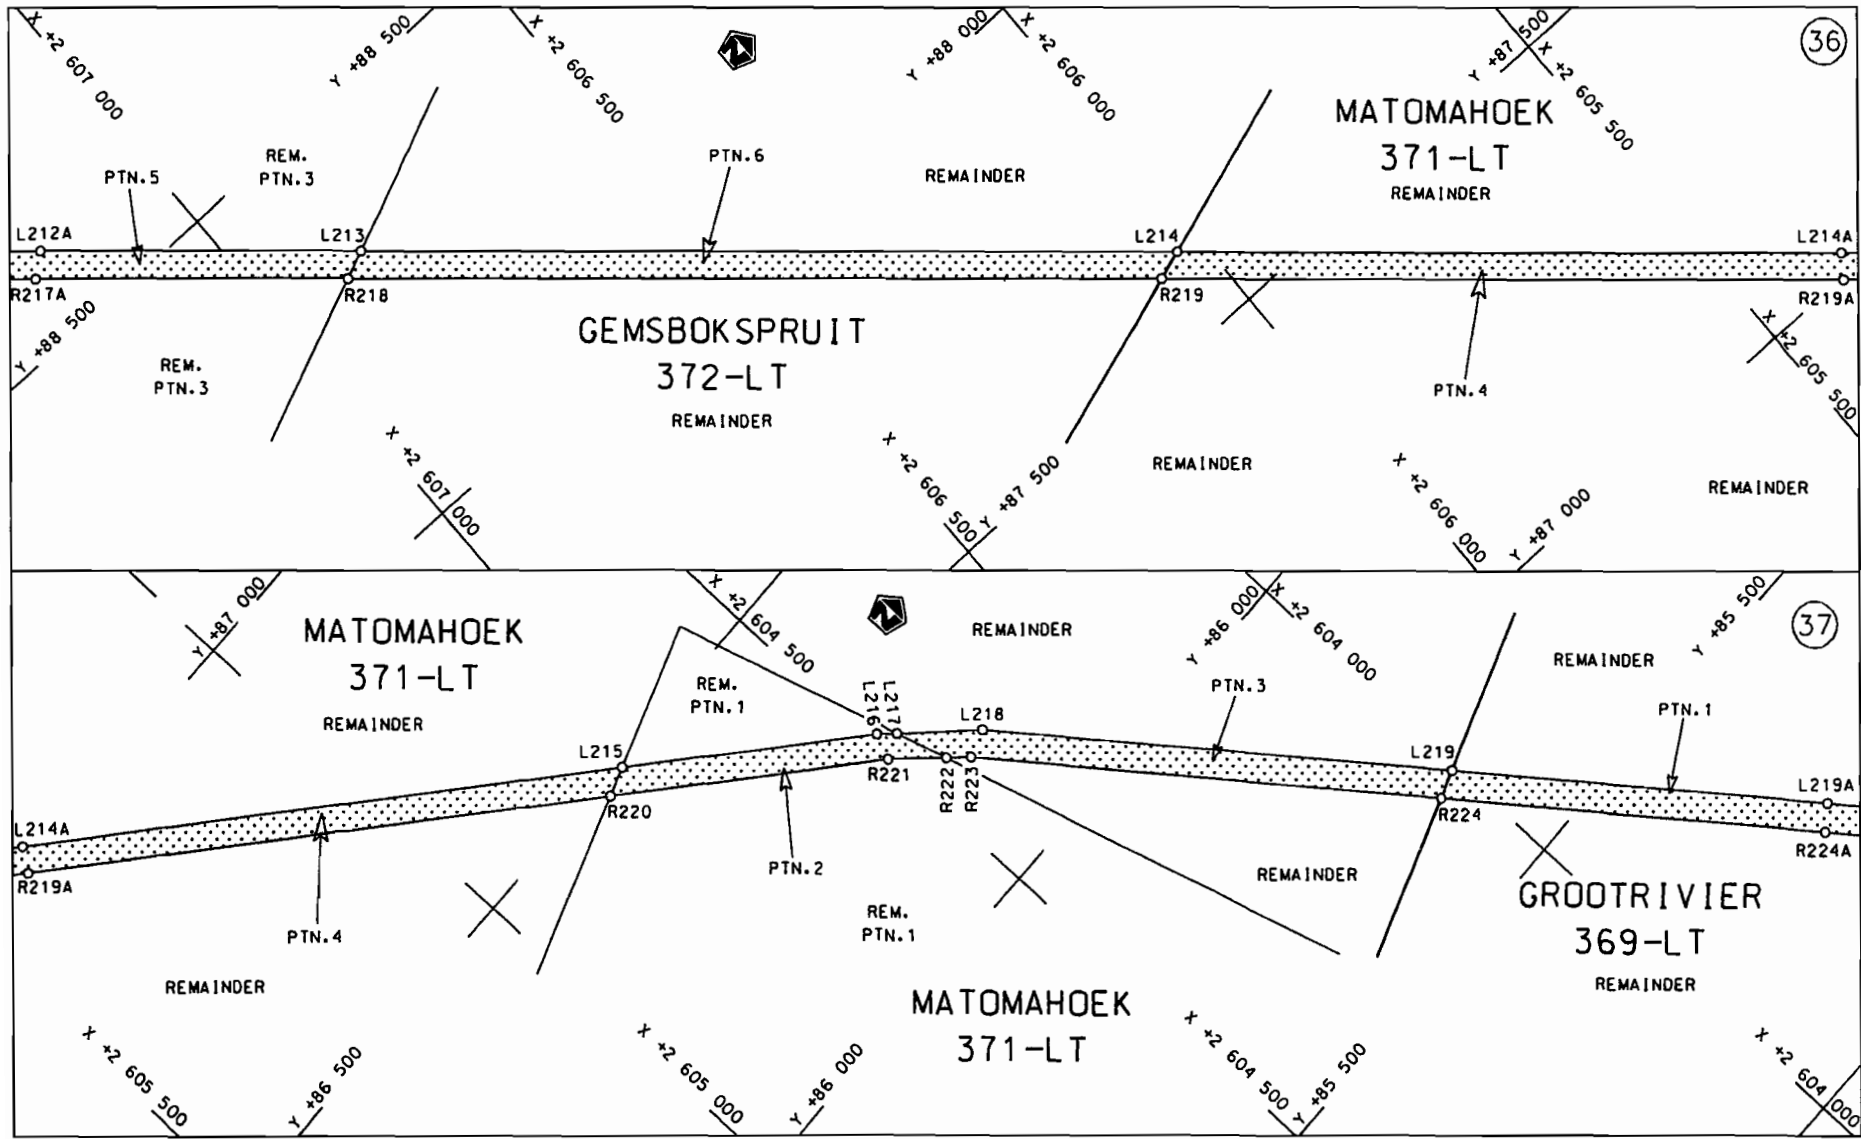 X +2 607 000
Y +88 500
X +2 606 500
Y +88 000
X +2 606 000
Y +87 500
X +2 605 500
36
MATOMAHOEK
371-LT
REMAINDER
PTN.5
REM.
PTN.3
PTN.6
REMAINDER
L212A
L213
L214
L214A
R217A
R218
R219
R219A
Y +88 500
GEMSBOKSPRUIT
372-LT
REMAINDER
REM.
PTN.3
PTN.4
X +2 605 500
X +2 607 000
X +2 606 500
Y +87 500
REMAINDER
X +2 606 000
Y +87 000
REMAINDER
Y +87 000
MATOMAHOEK
371-LT
REMAINDER
X +2 604 500
REM.
PTN.1
REMAINDER
Y +86 000
X +2 604 000
Y +85 500
37
REMAINDER
PTN.3
PTN.1
L214A
L215
L216
L217
L218
L219
L219A
R219A
R220
R221
R222
R223
R224
R224A
PTN.4
PTN.2
REMAINDER
REM.
PTN.1
REMAINDER
GROOTRIVIER
369-LT
REMAINDER
MATOMAHOEK
371-LT
X +2 605 500
Y +86 500
X +2 605 000
Y +86 000
X +2 604 500
Y +85 500
X +2 604 000